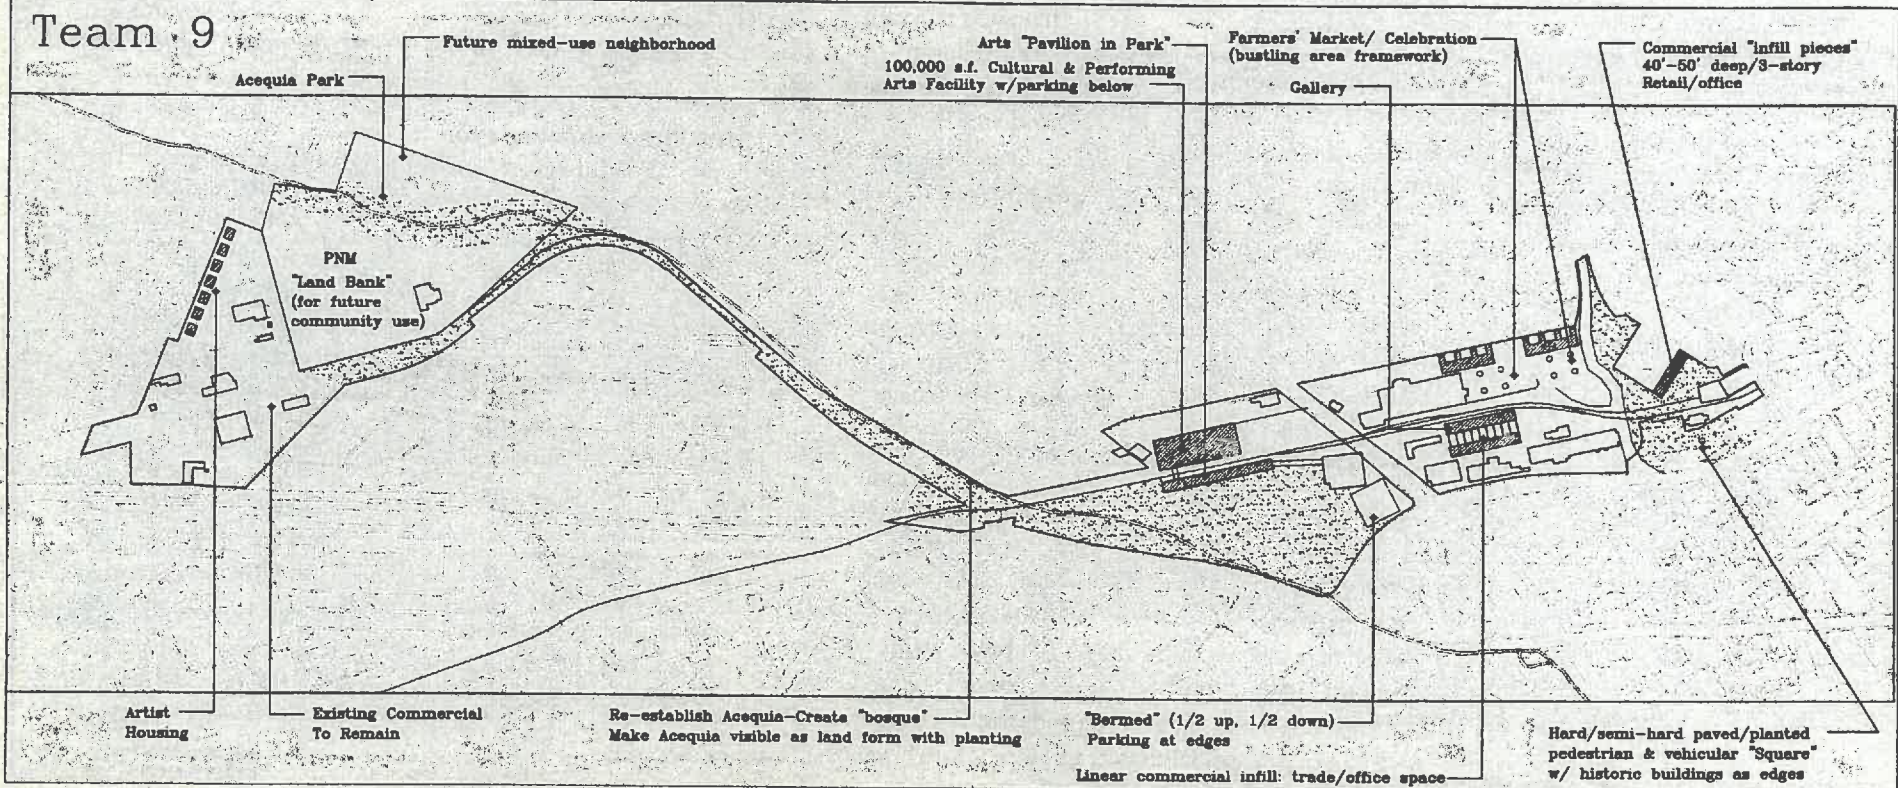 Team 9
Future mixed-use neighborhood
Acequia Park
Arts "Pavilion in Park"
100,000 s.f. Cultural & Performing
Arts Facility w/parking below
Farmers' Market/ Celebration
(bustling area framework)
Gallery
Commercial "infill pieces"
40'-50' deep/3-story
Retail/office
PNM
"Land Bank"
(for future
community use)
Artist
Housing
Existing Commercial
To Remain
Re-establish Acequia-Create "bosque"
Make Acequia visible as land form with planting
"Bermed" (1/2 up, 1/2 down)
Parking at edges
Linear commercial infill: trade/office space
Hard/semi-hard paved/planted
pedestrian & vehicular "Square"
w/ historic buildings as edges